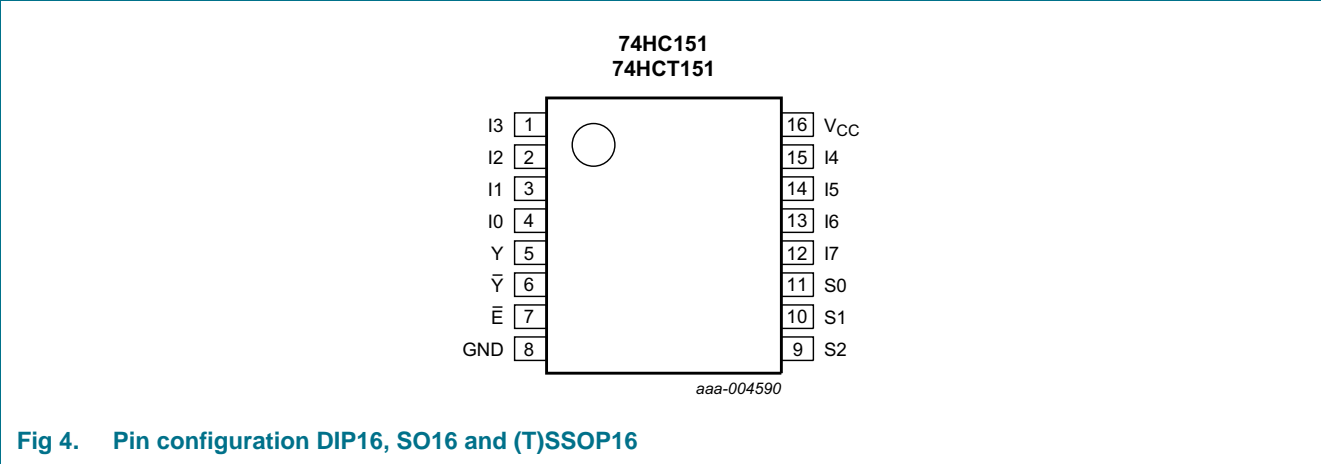 74HC151
74HCT151
I3 1 16 VCC
I2 2 15 I4
I1 3 14 I5
I0 4 13 I6
Y 5 12 I7
Y̅ 6 11 S0
E̅ 7 10 S1
GND 8 9 S2
aaa-004590
Fig 4. Pin configuration DIP16, SO16 and (T)SSOP16